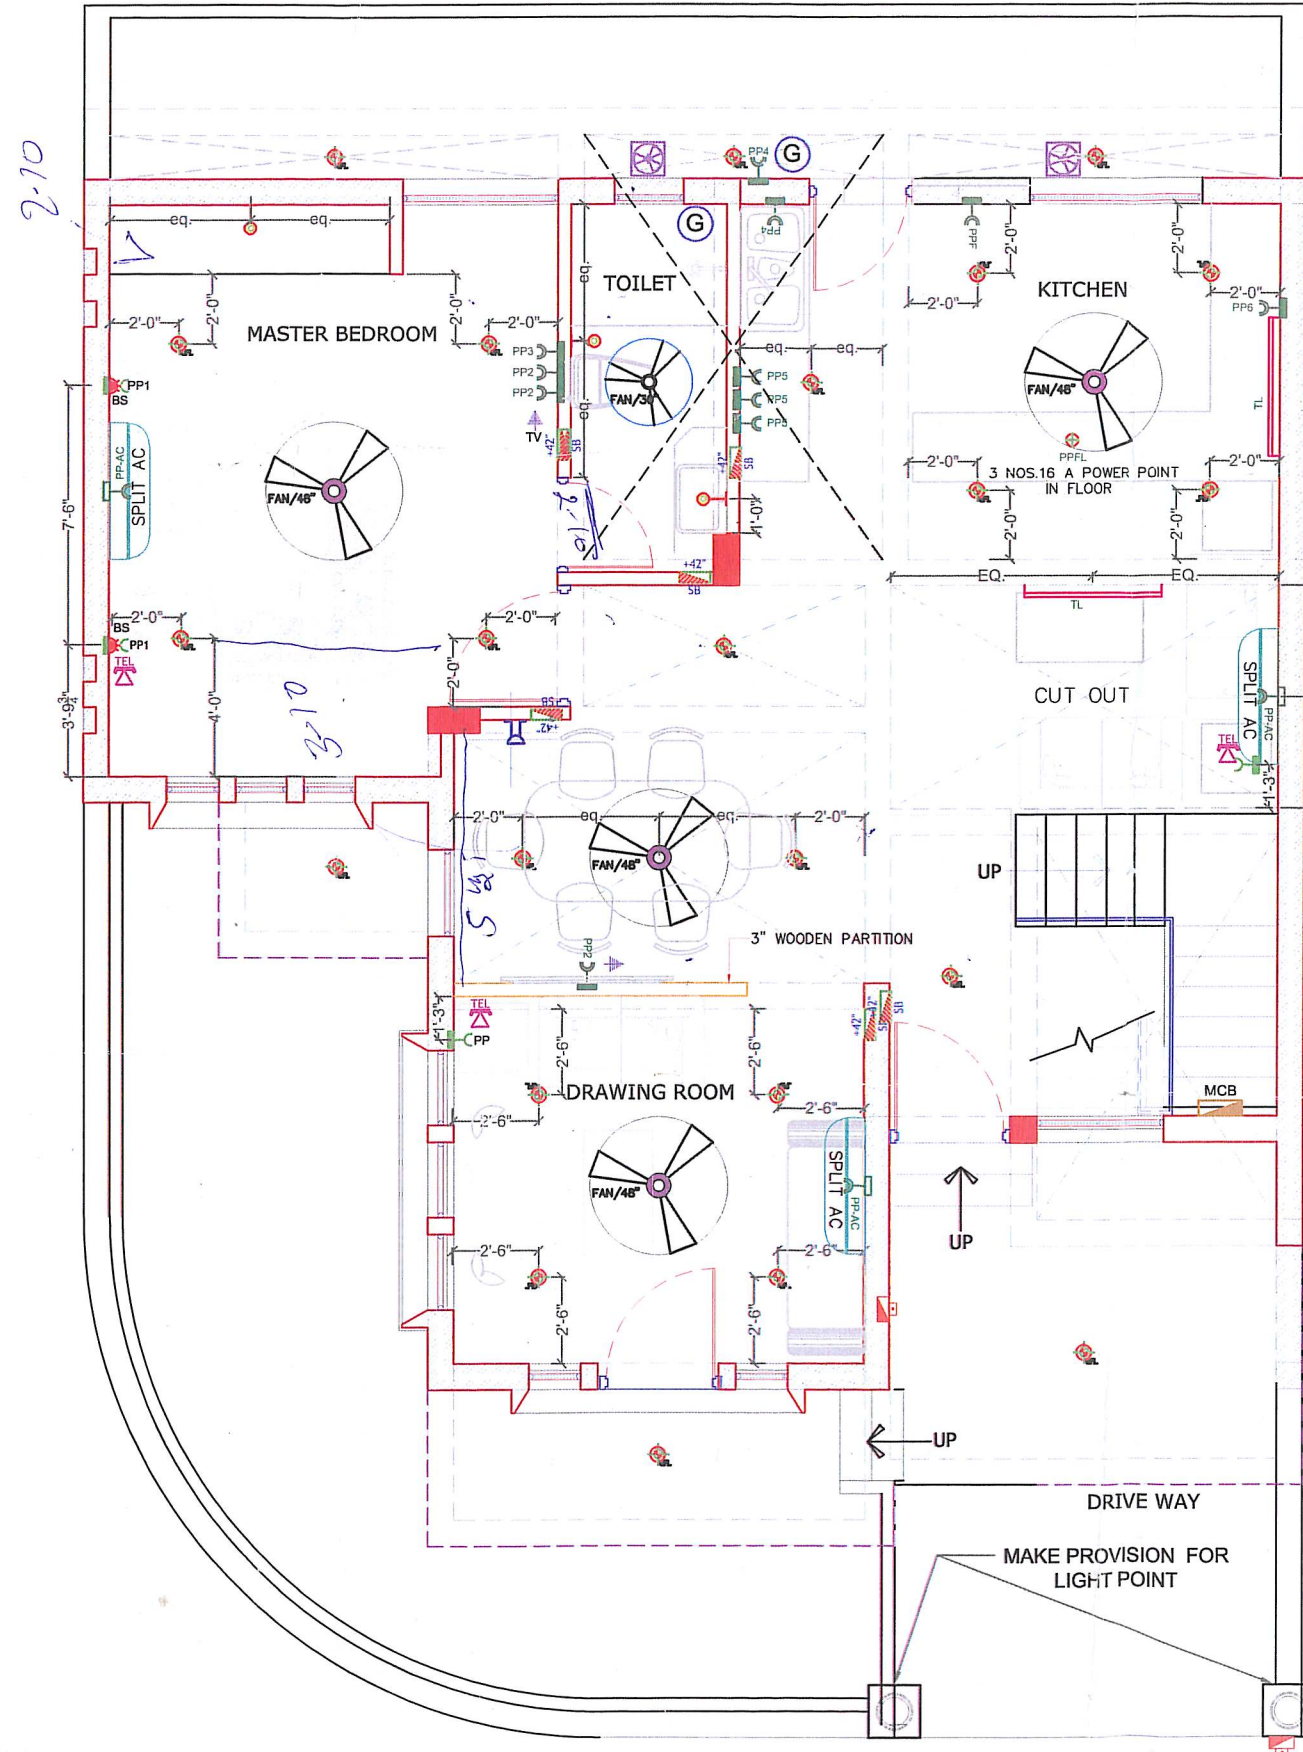 2-10
PP4
G
eq.
eq.
G
PP4
PPF
2'-0"
2'-0"
TOILET
eq.
KITCHEN
2'-0"
2'-0"
2'-0"
2'-0"
PP6
2'-0"
MASTER BEDROOM
2'-0"
PP3
PP2
PP2
eq.
eq.
PP1
BS
FAN/36"
eq.
PP5
PP5
PP5
FAN/48"
TL
TV
+42"
SB
+42"
PPFL
PP-AC
SPLIT AC
FAN/48"
2'-0"
3 NOS.16 A POWER POINT
IN FLOOR
2'-0"
7'-6"
2-10
1'-0"
2'-0"
2'-0"
+42"
SB
EQ.
EQ.
TL
2'-0"
BS
PP1
TEL
2'-0"
2'-0"
3'-9¾"
4'-0"
3-10
SB
+42"
CUT OUT
SPLIT AC
PP-AC
TEL
1'-3"
2'-0"
eq.
eq.
2'-0"
FAN/48"
UP
PP2
3" WOODEN PARTITION
TEL
1'-3"
PP
+42"
+42"
SB
SB
2'-6"
2'-6"
DRAWING ROOM
2'-6"
2'-6"
MCB
FAN/48"
SPLIT AC
PP-AC
UP
2'-6"
2'-6"
2'-6"
2'-6"
UP
DRIVE WAY
MAKE PROVISION FOR
LIGHT POINT